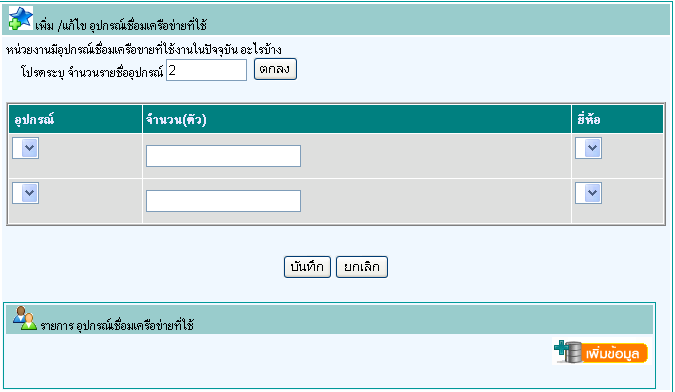 เพิ่ม /แก้ไข อุปกรณ์เชื่อมเครือข่ายที่ใช้
หน่วยงานมีอุปกรณ์เชื่อมเครือขายที่ใช้งานในปัจจุบัน อะไรบ้าง
โปรดระบุ จำนวนรายชื่ออุปกรณ์ 2 ตกลง
อุปกรณ์ จำนวน(ตัว) ยี่ห้อ
บันทึก ยกเลิก
รายการ อุปกรณ์เชื่อมเครือข่ายที่ใช้
เพิ่มข้อมูล